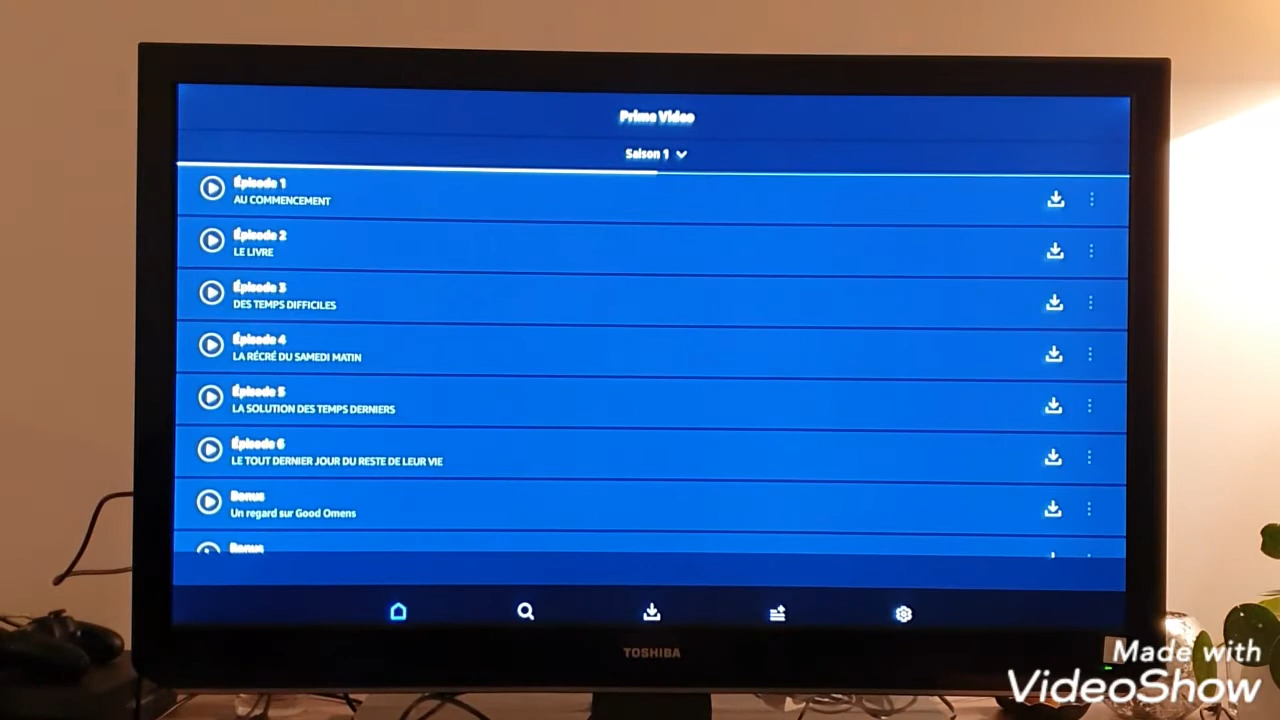 Prime Video
Saison 1
Épisode 1
AU COMMENCEMENT
Épisode 2
LE LIVRE
Épisode 3
DES TEMPS DIFFICILES
Épisode 4
LA RÉCRÉ DU SAMEDI MATIN
Épisode 5
LA SOLUTION DES TEMPS DERNIERS
Épisode 6
LE TOUT DERNIER JOUR DU RESTE DE LEUR VIE
Bonus
Un regard sur Good Omens
Bonus
TOSHIBA
Made with
VideoShow